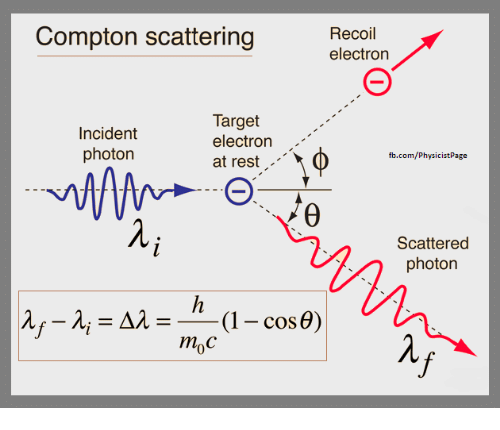 Compton scattering
Recoil
electron
Target
electron
at rest
Incident
photon
fb.com/PhysicistPage
ϕ
θ
λi
Scattered
photon
λf
λf − λi = Δλ = h/m0c (1 − cosθ)